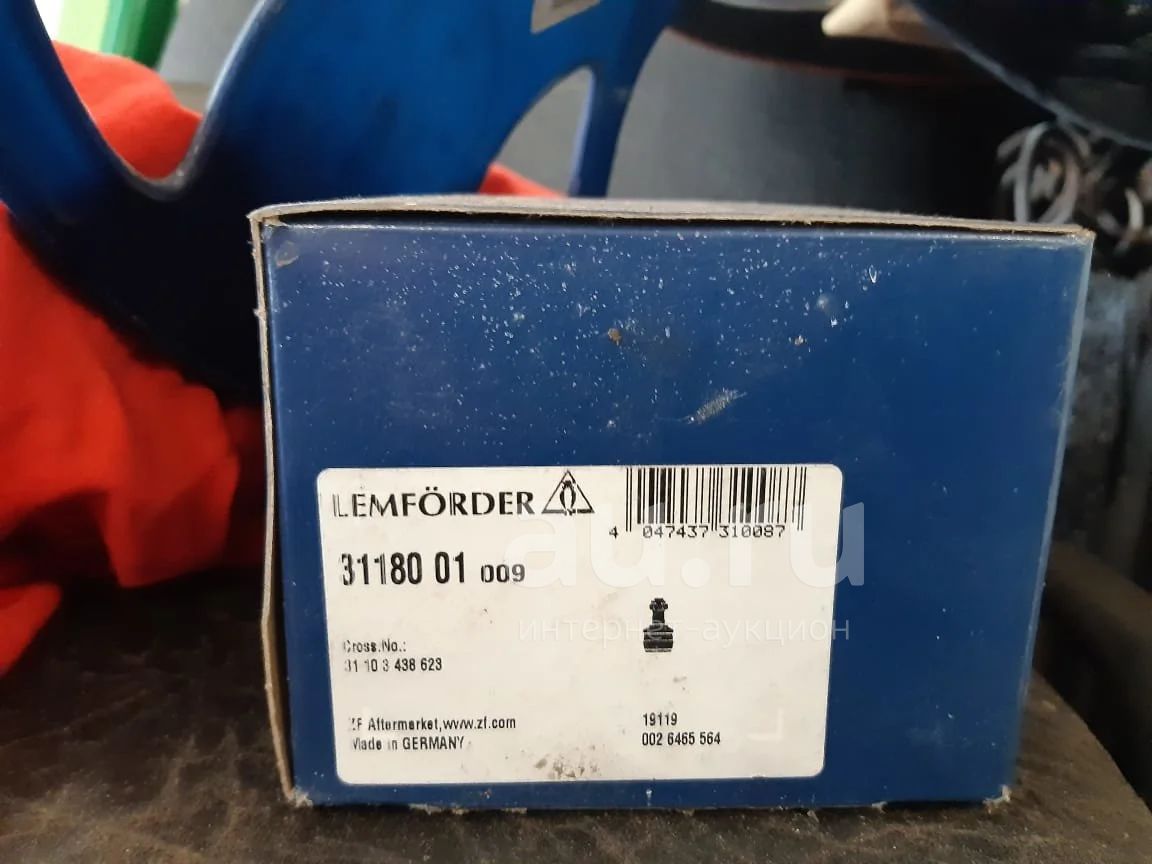 LEMFÖRDER
4 047437 310087
31180 01 009
au.ru
интернет-аукцион
Cross.No.:
31 10 3 438 623
ZF Aftermarket,www.zf.com
Made in GERMANY
19119
002 6465 564